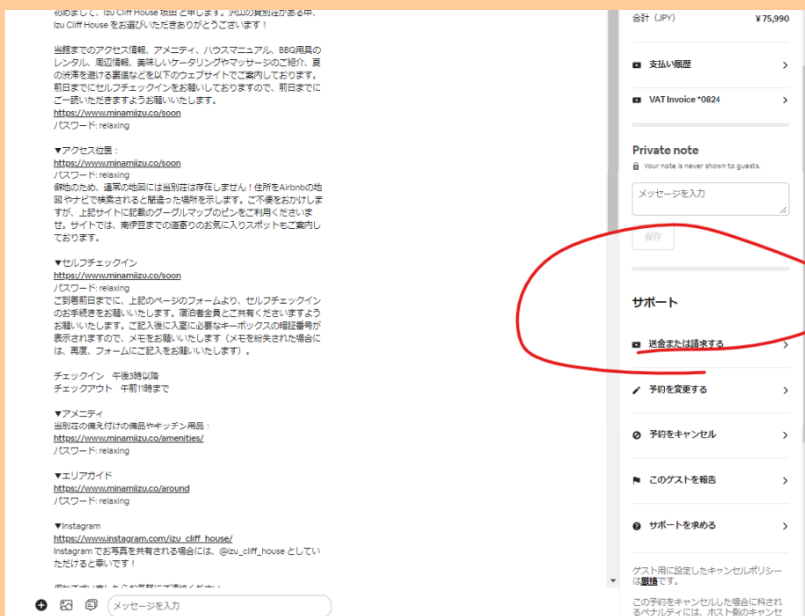 初めまして、Izu Cliff House 坂田 と申します。沢山の貸別荘がある中、
Izu Cliff House をお選びいただきありがとうございます！
当館までのアクセス情報、アメニティ、ハウスマニュアル、BBQ用具の
レンタル、周辺情報、美味しいケータリングやマッサージのご紹介、夏
の渋滞を避ける裏道などを以下のウェブサイトでご案内しております。
前日までにセルフチェックインをお願いしておりますので、前日までに
ご一読いただきますようお願いいたします。
https://www.minamiizu.co/soon
パスワード: relaxing
▼アクセス位置：
https://www.minamiizu.co/soon
パスワード: relaxing
僻地のため、通常の地図には当別荘は存在しません！住所をAirbnbの地
図やナビで検索されると間違った場所を示します。ご不便をおかけしま
すが、上記サイトに記載のグーグルマップのピンをご利用くださいま
せ。サイトでは、南伊豆までの道寄りのお気に入りスポットもご案内し
ております。
▼セルフチェックイン
https://www.minamiizu.co/soon
パスワード: relaxing
ご到着前日までに、上記のページのフォームより、セルフチェックイン
のお手続きをお願いいたします。宿泊者全員とご共有くださいますよう
お願いいたします。ご記入後に入室に必要なキーボックスの暗証番号が
表示されますので、メモをお願いいたします（メモを紛失された場合に
は、再度、フォームにご記入をお願いいたします）。
チェックイン　午後3時以降
チェックアウト　午前11時まで
▼アメニティ
当別荘の備え付けの備品やキッチン用品：
https://www.minamiizu.co/amenities/
パスワード: relaxing
▼エリアガイド
https://www.minamiizu.co/around
パスワード: relaxing
▼Instagram
https://www.instagram.com/izu_cliff_house/
Instagram でお写真を共有される場合には、@izu_cliff_house としてい
ただけると幸いです！
メッセージを入力
合計（JPY） ¥75,990
支払い履歴
VAT Invoice *0824
Private note
Your note is never shown to guests.
メッセージを入力
保存
サポート
送金または請求する
予約を変更する
予約をキャンセル
このゲストを報告
サポートを求める
ゲスト用に設定したキャンセルポリシー
は厳格です。
この予約をキャンセルした場合に科され
るペナルティには、ホスト側のキャンセ